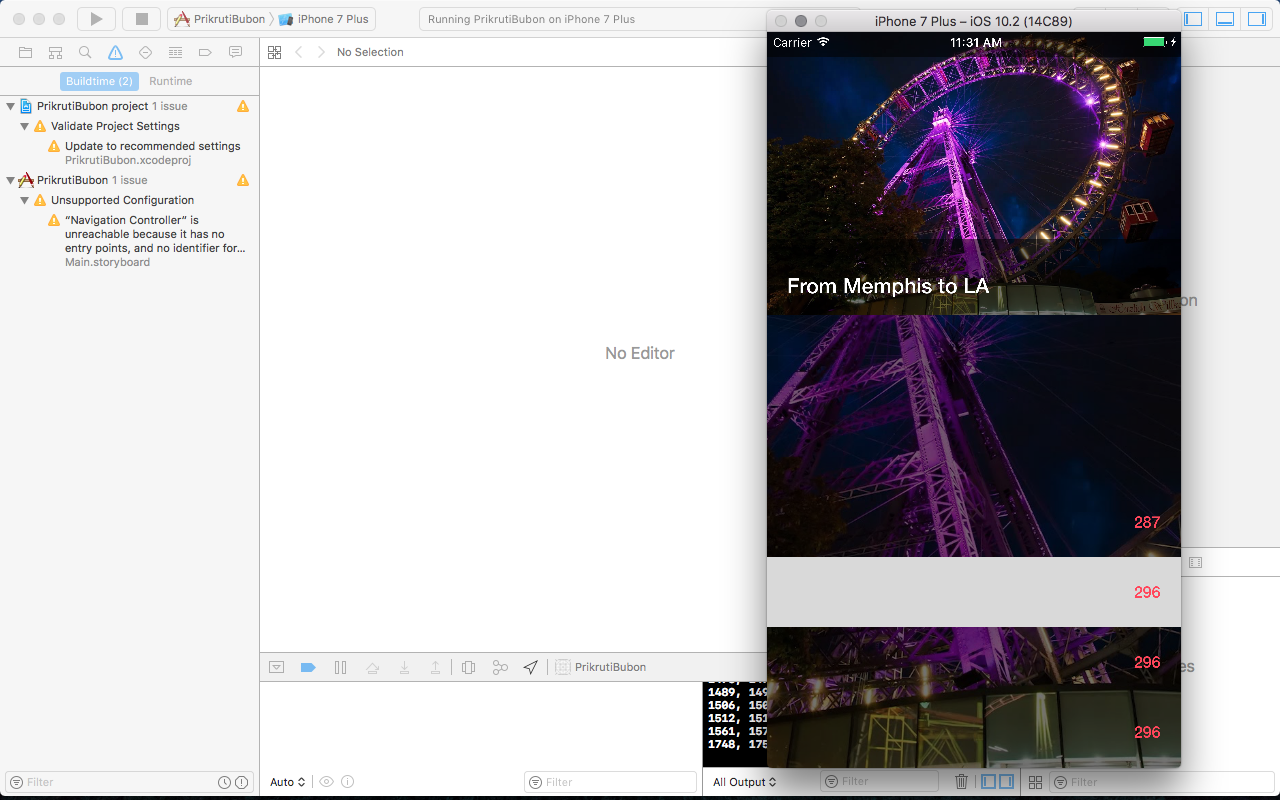 PrikrutiBubon
iPhone 7 Plus
Running PrikrutiBubon on iPhone 7 Plus
iPhone 7 Plus – iOS 10.2 (14C89)
No Selection
Buildtime (2)
Runtime
PrikrutiBubon project 1 issue
Validate Project Settings
Update to recommended settings
PrikrutiBubon.xcodeproj
PrikrutiBubon 1 issue
Unsupported Configuration
“Navigation Controller” is
unreachable because it has no
entry points, and no identifier for...
Main.storyboard
No Editor
Carrier
11:31 AM
From Memphis to LA
287
296
296
296
on
es
PrikrutiBubon
1489, 149
1506, 150
1512, 151
1561, 157
1748, 175
Filter
Auto
Filter
All Output
Filter
Filter